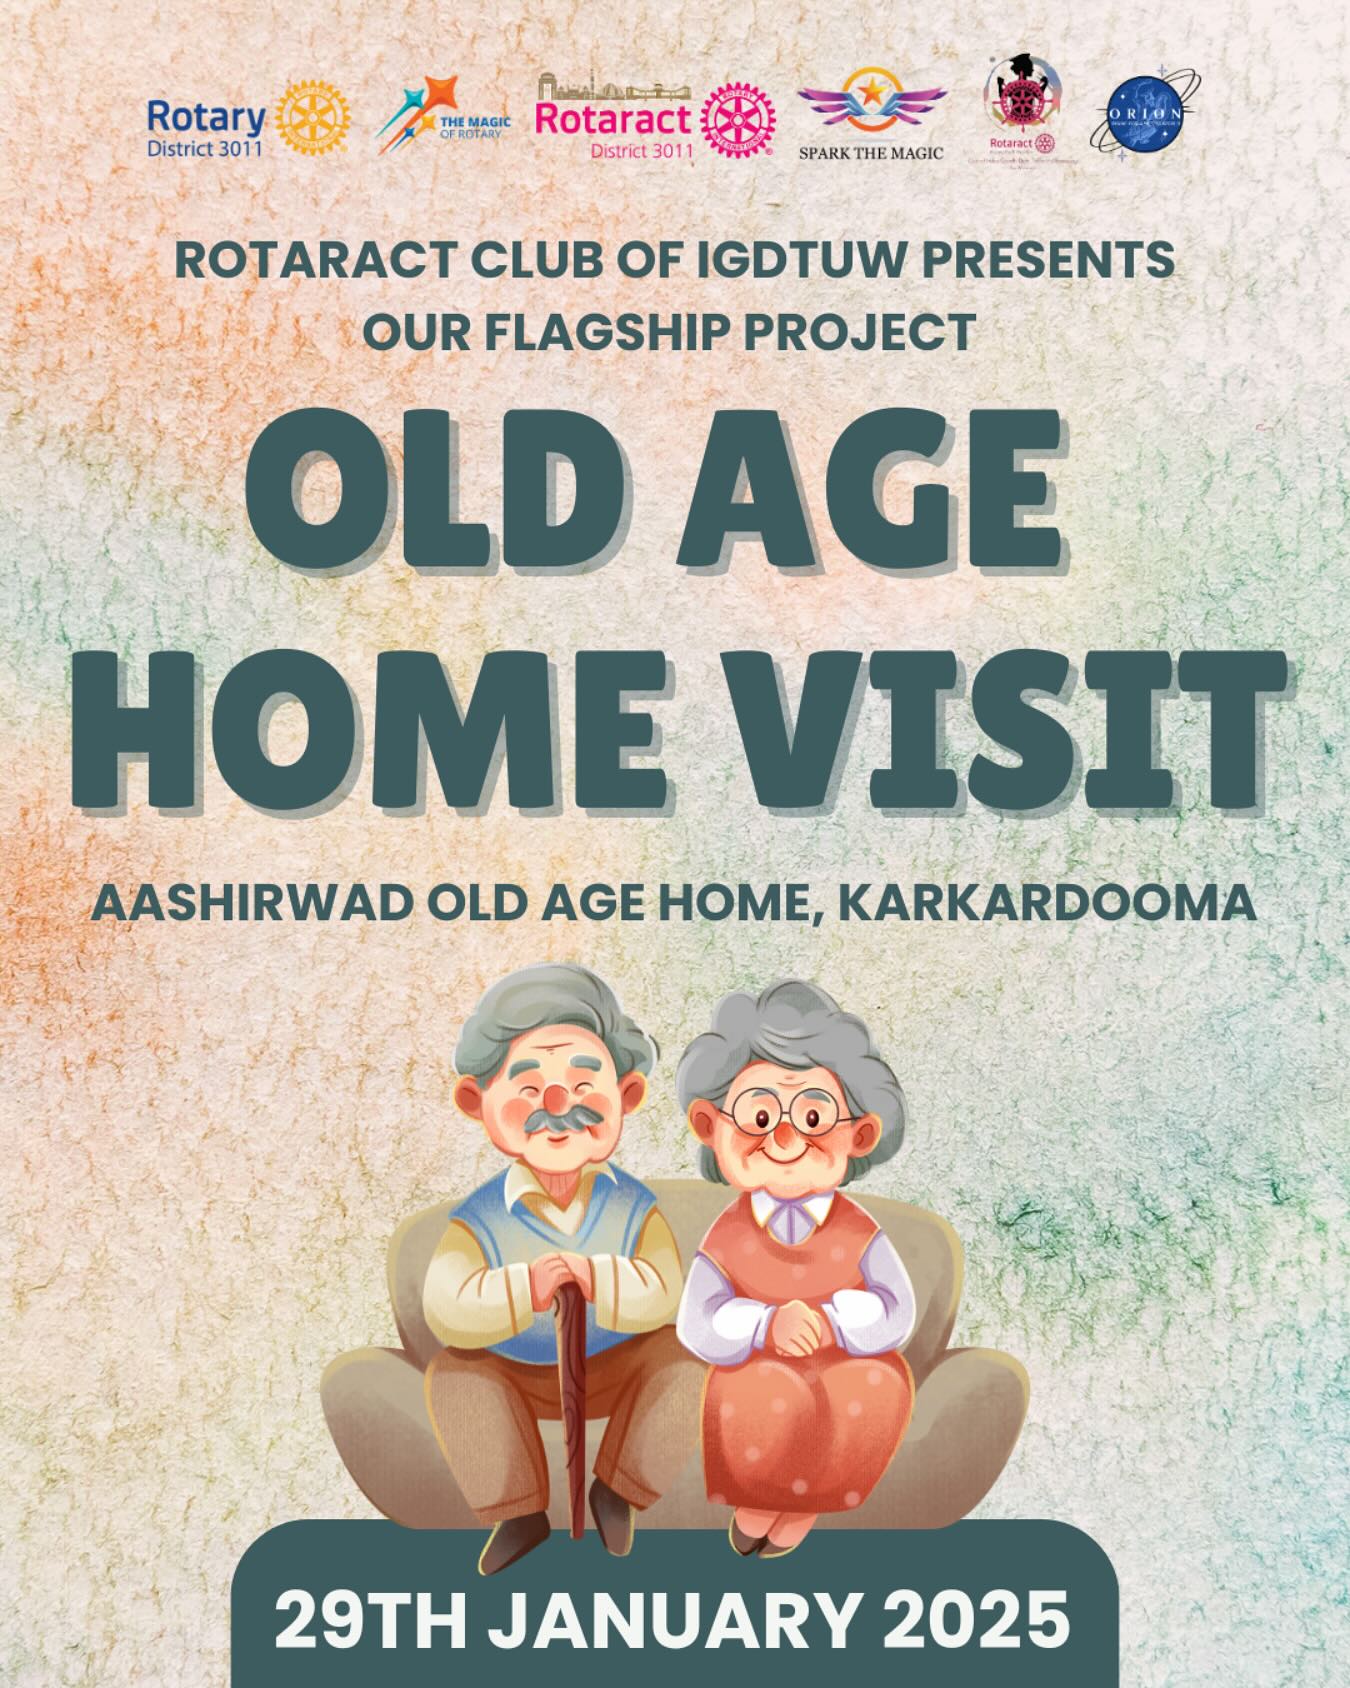 Rotary
District 3011
THE MAGIC
OF ROTARY
Rotaract
District 3011
SPARK THE MAGIC
Rotaract
ORION
ROTARACT CLUB OF IGDTUW PRESENTS
OUR FLAGSHIP PROJECT
OLD AGE
HOME VISIT
AASHIRWAD OLD AGE HOME, KARKARDOOMA
29TH JANUARY 2025